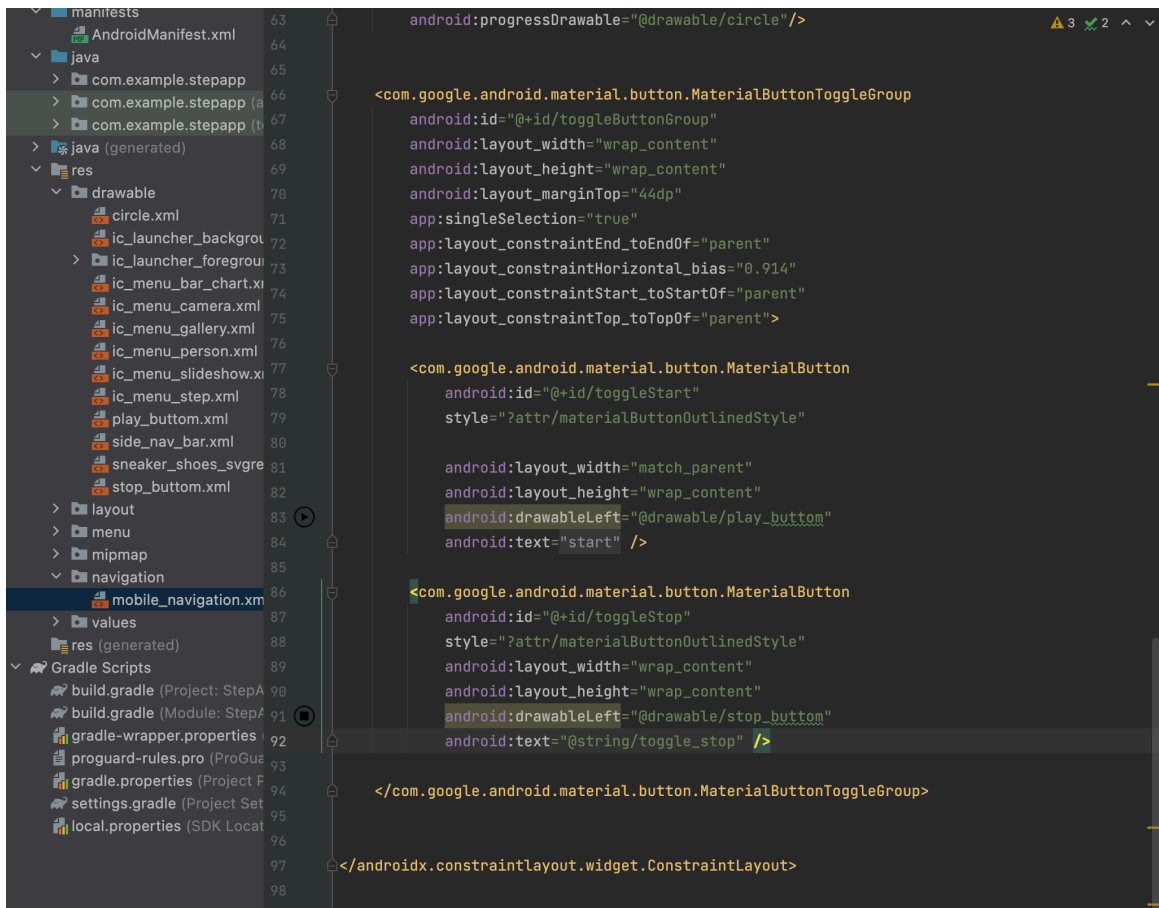 manifests
AndroidManifest.xml
java
com.example.stepapp
com.example.stepapp (a
com.example.stepapp (t
java (generated)
res
drawable
circle.xml
ic_launcher_backgrou
ic_launcher_foregroun
ic_menu_bar_chart.x
ic_menu_camera.xml
ic_menu_gallery.xml
ic_menu_person.xml
ic_menu_slideshow.x
ic_menu_step.xml
play_buttom.xml
side_nav_bar.xml
sneaker_shoes_svgre
stop_buttom.xml
layout
menu
mipmap
navigation
mobile_navigation.xm
values
res (generated)
Gradle Scripts
build.gradle (Project: StepA
build.gradle (Module: StepA
gradle-wrapper.properties
proguard-rules.pro (ProGua
gradle.properties (Project P
settings.gradle (Project Set
local.properties (SDK Locat
3 2
63 android:progressDrawable="@drawable/circle"/>
64
65
66 <com.google.android.material.button.MaterialButtonToggleGroup
67 android:id="@+id/toggleButtonGroup"
68 android:layout_width="wrap_content"
69 android:layout_height="wrap_content"
70 android:layout_marginTop="44dp"
71 app:singleSelection="true"
72 app:layout_constraintEnd_toEndOf="parent"
73 app:layout_constraintHorizontal_bias="0.914"
74 app:layout_constraintStart_toStartOf="parent"
75 app:layout_constraintTop_toTopOf="parent">
76
77 <com.google.android.material.button.MaterialButton
78 android:id="@+id/toggleStart"
79 style="?attr/materialButtonOutlinedStyle"
80
81 android:layout_width="match_parent"
82 android:layout_height="wrap_content"
83 android:drawableLeft="@drawable/play_buttom"
84 android:text="start" />
85
86 <com.google.android.material.button.MaterialButton
87 android:id="@+id/toggleStop"
88 style="?attr/materialButtonOutlinedStyle"
89 android:layout_width="wrap_content"
90 android:layout_height="wrap_content"
91 android:drawableLeft="@drawable/stop_buttom"
92 android:text="@string/toggle_stop" />
93
94 </com.google.android.material.button.MaterialButtonToggleGroup>
95
96
97 </androidx.constraintlayout.widget.ConstraintLayout>
98